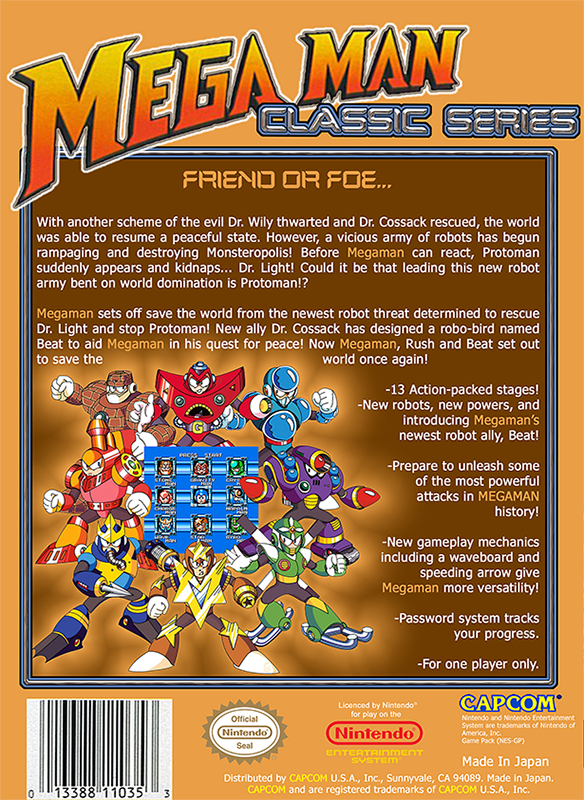 MEGA MAN
CLASSIC SERIES
FRIEND OR FOE...
With another scheme of the evil Dr. Wily thwarted and Dr. Cossack rescued, the world
was able to resume a peaceful state. However, a vicious army of robots has begun
rampaging and destroying Monsteropolis! Before Megaman can react, Protoman
suddenly appears and kidnaps... Dr. Light! Could it be that leading this new robot
army bent on world domination is Protoman!?
Megaman sets off save the world from the newest robot threat determined to rescue
Dr. Light and stop Protoman! New ally Dr. Cossack has designed a robo-bird named
Beat to aid Megaman in his quest for peace! Now Megaman, Rush and Beat set out
to save the world once again!
-13 Action-packed stages!
-New robots, new powers, and
introducing Megaman's
newest robot ally, Beat!
-Prepare to unleash some
of the most powerful
attacks in MEGAMAN
history!
-New gameplay mechanics
including a waveboard and
speeding arrow give
Megaman more versatility!
-Password system tracks
your progress.
-For one player only.
PRESS START
STONE MAN
GRAVITY MAN
CHARGE MAN
G
0 13388 11035 3
Official
Nintendo®
Seal
Licenced by Nintendo®
for play on the
Nintendo®
ENTERTAINMENT
SYSTEM™
CAPCOM®
Nintendo and Nintendo Entertainment
System are trademarks of Nintendo of
America, Inc.
Game Pack (NES-GP)
Made In Japan
Distributed by CAPCOM U.S.A., Inc., Sunnyvale, CA 94089. Made in Japan.
CAPCOM and are registered trademarks of CAPCOM U.S.A., Inc.